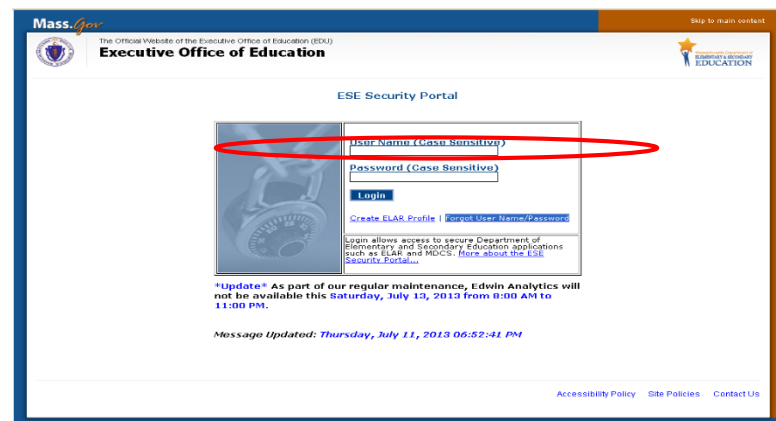 Mass.Gov
Skip to main content
The Official Website of the Executive Office of Education (EDU)
Executive Office of Education
Massachusetts Department of
ELEMENTARY & SECONDARY
EDUCATION
ESE Security Portal
User Name (Case Sensitive)
Password (Case Sensitive)
Login
Create ELAR Profile | Forgot User Name/Password
Login allows access to secure Department of
Elementary and Secondary Education applications
such as ELAR and MDCS. More about the ESE
Security Portal...
*Update* As part of our regular maintenance, Edwin Analytics will
not be available this Saturday, July 13, 2013 from 8:00 AM to
11:00 PM.
Message Updated: Thursday, July 11, 2013 06:52:41 PM
Accessibility Policy Site Policies Contact Us